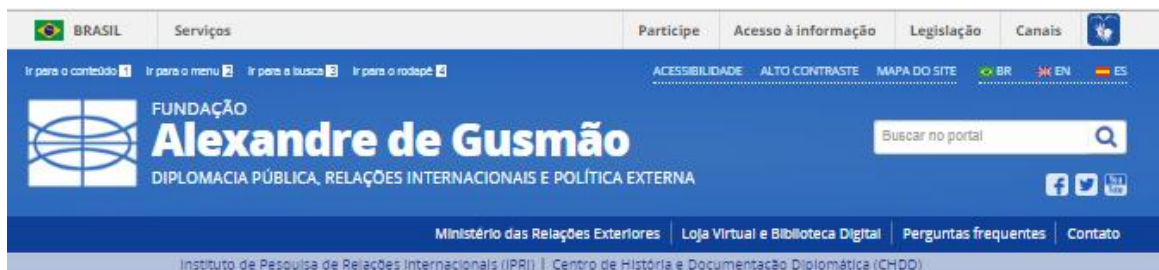 BRASIL Serviços Participe Acesso à informação Legislação Canais
Ir para o conteúdo 1 Ir para o menu 2 Ir para a busca 3 Ir para o rodapé 4 ACESSIBILIDADE ALTO CONTRASTE MAPA DO SITE BR EN ES
FUNDAÇÃO
Alexandre de Gusmão
Buscar no portal
DIPLOMACIA PÚBLICA, RELAÇÕES INTERNACIONAIS E POLÍTICA EXTERNA
You Tube
Ministério das Relações Exteriores Loja Virtual e Biblioteca Digital Perguntas frequentes Contato
Instituto de Pesquisa de Relações Internacionais (IPRI) | Centro de História e Documentação Diplomática (CHDD)